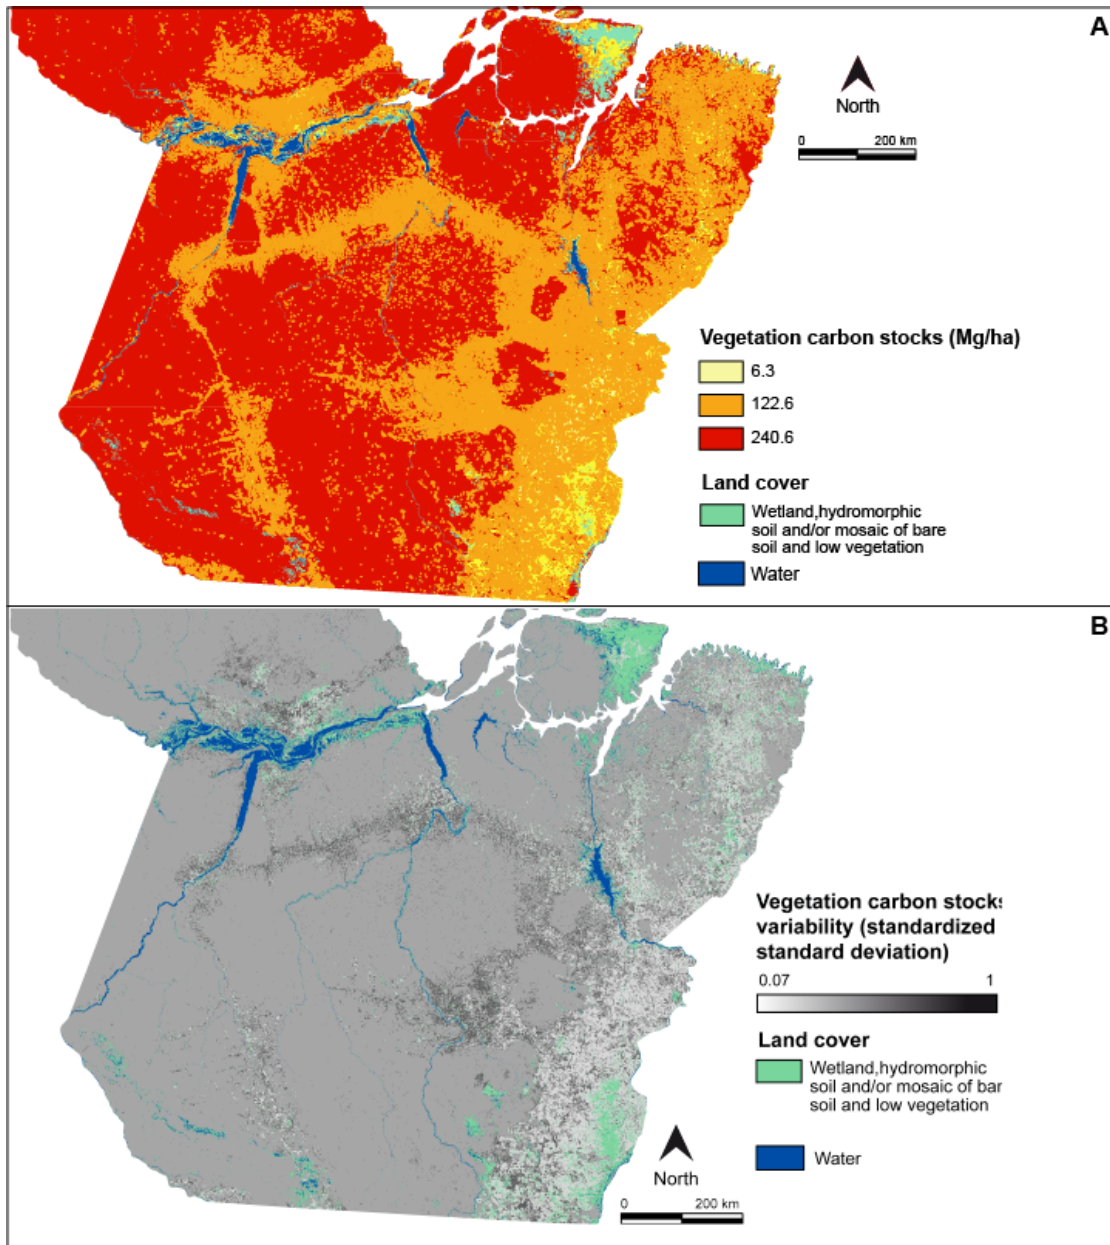 A
North
0 200 km
Vegetation carbon stocks (Mg/ha)
6.3
122.6
240.6
Land cover
Wetland,hydromorphic
soil and/or mosaic of bare
soil and low vegetation
Water
B
Vegetation carbon stocks
variability (standardized
standard deviation)
0.07 1
Land cover
Wetland,hydromorphic
soil and/or mosaic of bar
soil and low vegetation
Water
North
0 200 km